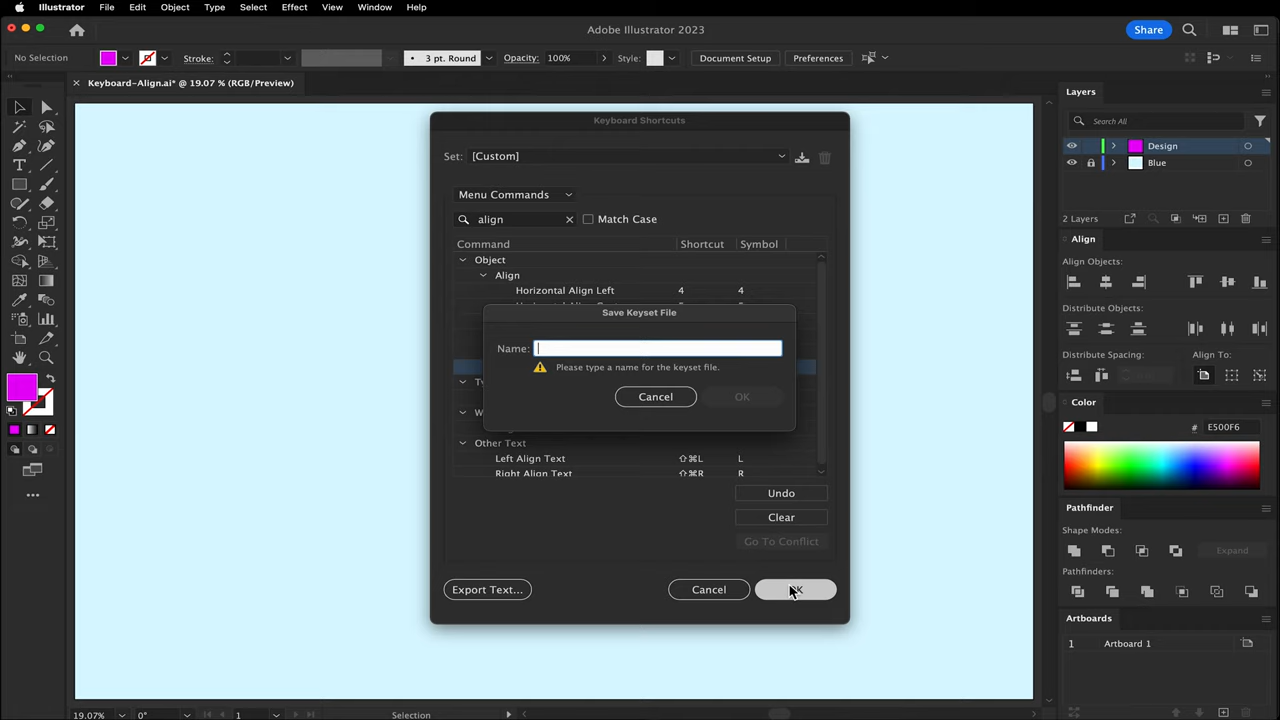 Illustrator File Edit Object Type Select Effect View Window Help
Adobe Illustrator 2023
Share
No Selection
Stroke:
3 pt. Round
Opacity: 100%
Style:
Document Setup
Preferences
Keyboard-Align.ai* @ 19.07 % (RGB/Preview)
Keyboard Shortcuts
Set: [Custom]
Menu Commands
align
Match Case
Command Shortcut Symbol
Object
Align
Horizontal Align Left 4 4
Save Keyset File
Name:
Please type a name for the keyset file.
Cancel OK
Other Text
Left Align Text ⇧⌘L L
Right Align Text ⇧⌘R R
Undo
Clear
Go To Conflict
Export Text... Cancel
Layers
Search All
Design
Blue
2 Layers
Align
Align Objects:
Distribute Objects:
Distribute Spacing: Align To:
Color
# E500F6
Pathfinder
Shape Modes:
Expand
Pathfinders:
Artboards
1 Artboard 1
19.07% 0° 1 Selection